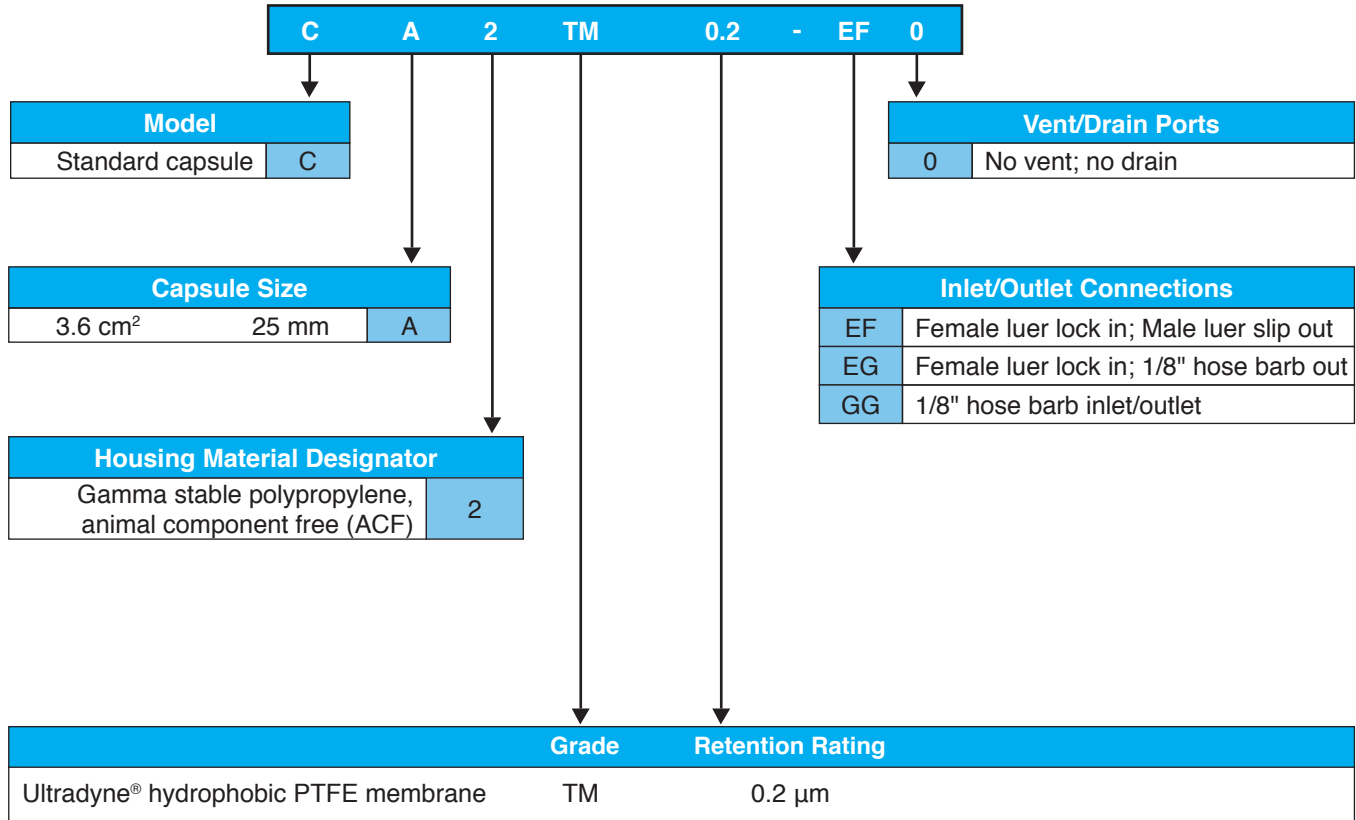 C A 2 TM 0.2 - EF 0
Model
Standard capsule C
Vent/Drain Ports
0 No vent; no drain
Capsule Size
3.6 cm² 25 mm A
Inlet/Outlet Connections
EF Female luer lock in; Male luer slip out
EG Female luer lock in; 1/8" hose barb out
GG 1/8" hose barb inlet/outlet
Housing Material Designator
Gamma stable polypropylene,
animal component free (ACF) 2
Grade Retention Rating
Ultradyne® hydrophobic PTFE membrane TM 0.2 µm